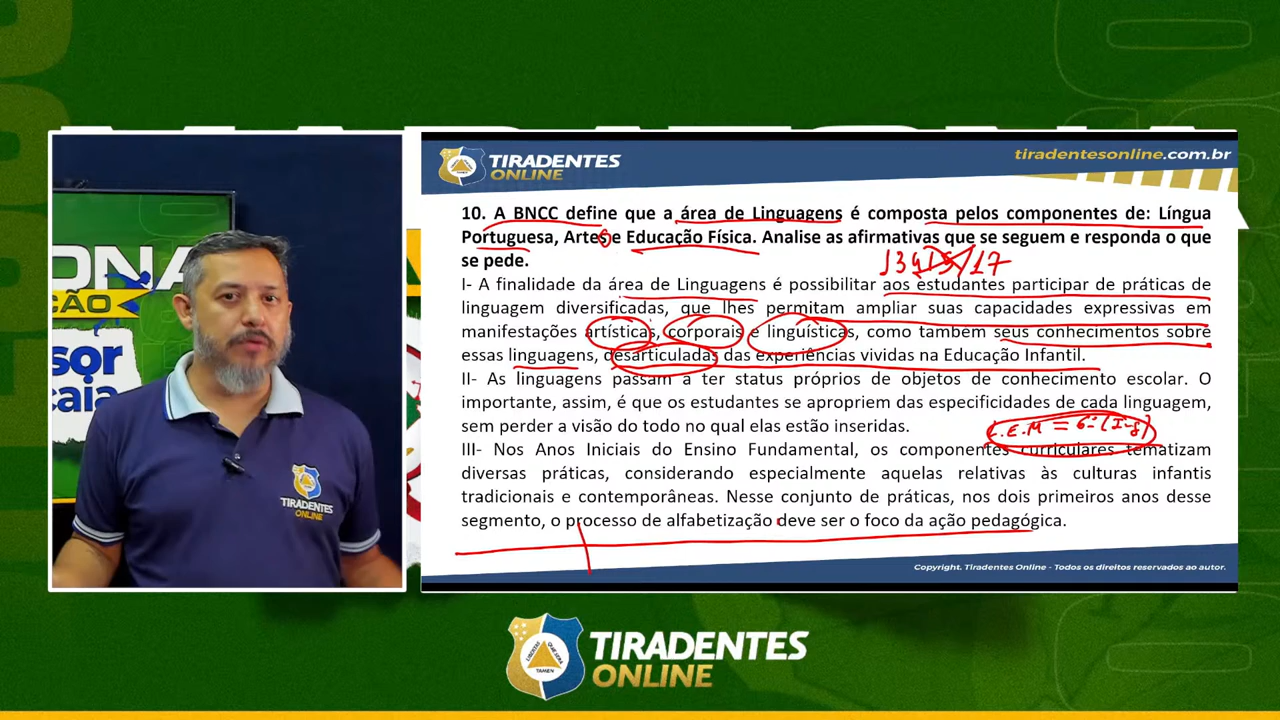 TIRADENTES
ONLINE
tiradentesonline.com.br
10. A BNCC define que a área de Linguagens é composta pelos componentes de: Língua
Portuguesa, Artes e Educação Física. Analise as afirmativas que se seguem e responda o que
se pede.
13415/17
I- A finalidade da área de Linguagens é possibilitar aos estudantes participar de práticas de
linguagem diversificadas, que lhes permitam ampliar suas capacidades expressivas em
manifestações artísticas, corporais e linguísticas, como também seus conhecimentos sobre
essas linguagens, desarticuladas das experiências vividas na Educação Infantil.
II- As linguagens passam a ter status próprios de objetos de conhecimento escolar. O
importante, assim, é que os estudantes se apropriem das especificidades de cada linguagem,
sem perder a visão do todo no qual elas estão inseridas.
III- Nos Anos Iniciais do Ensino Fundamental, os componentes curriculares tematizam
diversas práticas, considerando especialmente aquelas relativas às culturas infantis
tradicionais e contemporâneas. Nesse conjunto de práticas, nos dois primeiros anos desse
segmento, o processo de alfabetização deve ser o foco da ação pedagógica.
Copyright. Tiradentes Online - Todos os direitos reservados ao autor.
ONA
ÇÃO
sor
caia
TIRADENTES
ONLINE
TIRADENTES
ONLINE